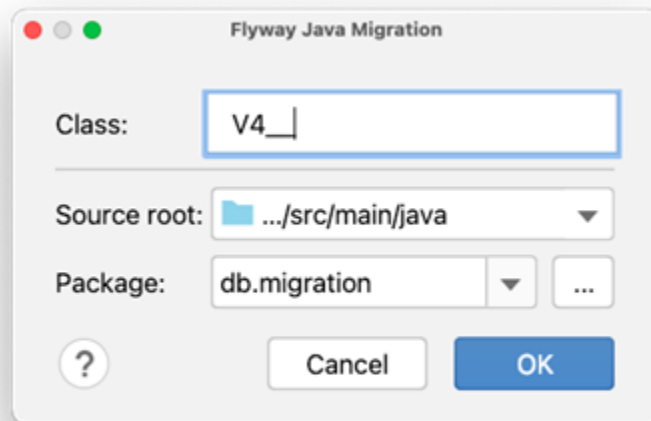 Flyway Java Migration
Class: V4__
Source root: .../src/main/java
Package: db.migration ...
? Cancel OK